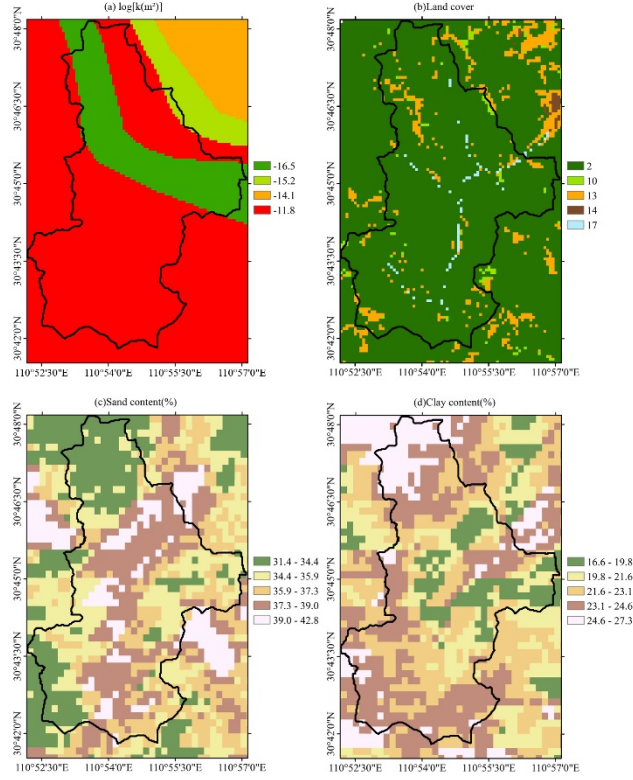 (a) log[k(m²)]
30°48'0"N
30°46'30"N
30°45'0"N
30°43'30"N
30°42'0"N
110°52'30"E 110°54'0"E 110°55'30"E 110°57'0"E
-16.5
-15.2
-14.1
-11.8
(b)Land cover
30°48'0"N
30°46'30"N
30°45'0"N
30°43'30"N
30°42'0"N
110°52'30"E 110°54'0"E 110°55'30"E 110°57'0"E
2
10
13
14
17
(c)Sand content(%)
30°48'0"N
30°46'30"N
30°45'0"N
30°43'30"N
30°42'0"N
110°52'30"E 110°54'0"E 110°55'30"E 110°57'0"E
31.4 - 34.4
34.4 - 35.9
35.9 - 37.3
37.3 - 39.0
39.0 - 42.8
(d)Clay content(%)
30°48'0"N
30°46'30"N
30°45'0"N
30°43'30"N
30°42'0"N
110°52'30"E 110°54'0"E 110°55'30"E 110°57'0"E
16.6 - 19.8
19.8 - 21.6
21.6 - 23.1
23.1 - 24.6
24.6 - 27.3